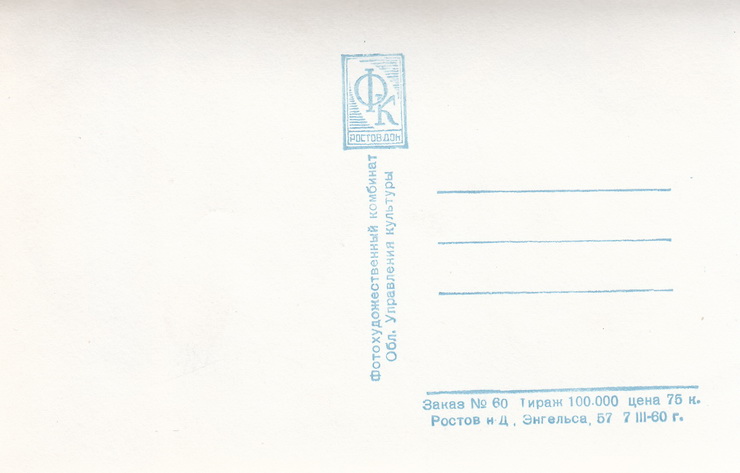 ФК
РОСТОВ ДОН
Фотохудожественный комбинат
Обл. Управления культуры
Заказ № 60 Тираж 100.000 цена 75 к.
Ростов н-Д, Энгельса, 57 7 III-60 г.